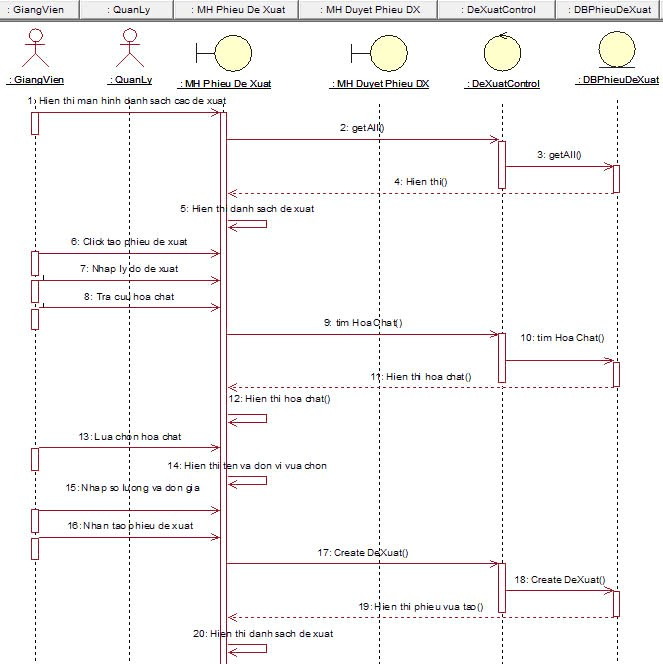 : GiangVien
: QuanLy
: MH Phieu De Xuat
: MH Duyet Phieu DX
: DeXuatControl
: DBPhieuDeXuat
: GiangVien
: QuanLy
: MH Phieu De Xuat
: MH Duyet Phieu DX
: DeXuatControl
: DBPhieuDeXuat
1: Hien thi man hinh danh sach cac de xuat
2: getAll()
3: getAll()
4: Hien thi()
5: Hien thi danh sach de xuat
6: Click tao phieu de xuat
7: Nhap ly do de xuat
8: Tra cuu hoa chat
9: tim Hoa Chat()
10: tim Hoa Chat()
11: Hien thi hoa chat()
12: Hien thi hoa chat()
13: Lua chon hoa chat
14: Hien thi ten va don vi vua chon
15: Nhap so luong va don gia
16: Nhan tao phieu de xuat
17: Create DeXuat()
18: Create DeXuat()
19: Hien thi phieu vua tao()
20: Hien thi danh sach de xuat